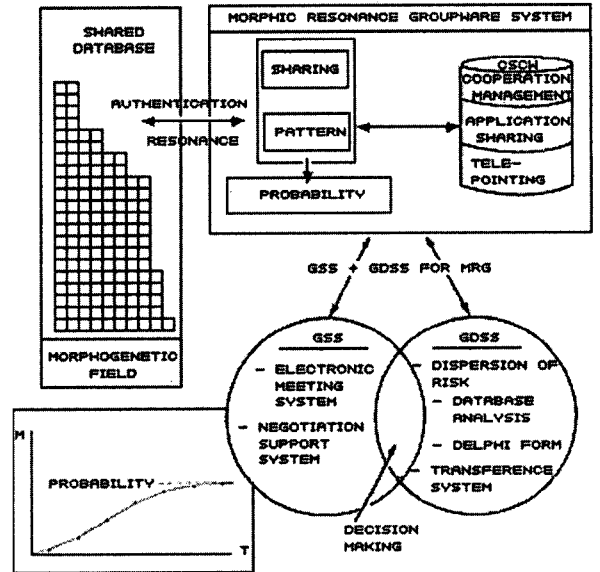 SHARED
DATABASE
MORPHOGENETIC
FIELD
AUTHENTICATION
RESONANCE
MORPHIC RESONANCE GROUPWARE SYSTEM
SHARING
PATTERN
PROBABILITY
CSCW
COOPERATION
MANAGEMENT
APPLICATION
SHARING
TELE-
POINTING
GSS + GDSS FOR MRG
GSS
- ELECTRONIC
MEETING
SYSTEM
- NEGOTIATION
SUPPORT
SYSTEM
GDSS
- DISPERSION OF
RISK
- DATABASE
ANALYSIS
- DELPHI FORM
- TRANSFERENCE
SYSTEM
DECISION
MAKING
M
PROBABILITY
T